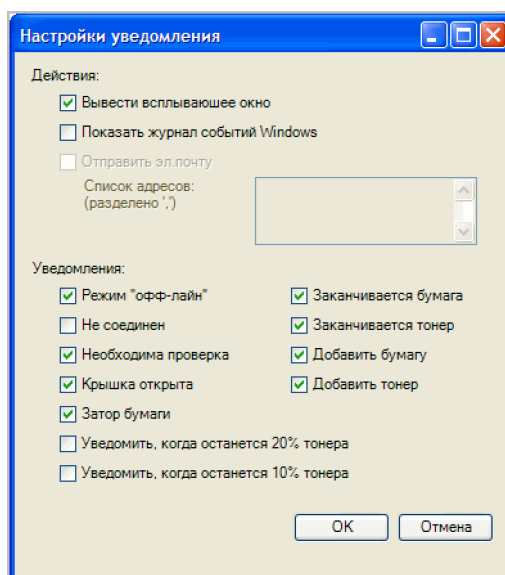 Настройки уведомления
Действия:
Вывести всплываюшее окно
Показать журнал событий Windows
Отправить эл.почту
Список адресов:
(разделено ',')
Уведомления:
Режим "офф-лайн"
Заканчивается бумага
Не соединен
Заканчивается тонер
Необходима проверка
Добавить бумагу
Крышка открыта
Добавить тонер
Затор бумаги
Уведомить, когда останется 20% тонера
Уведомить, когда останется 10% тонера
OK
Отмена